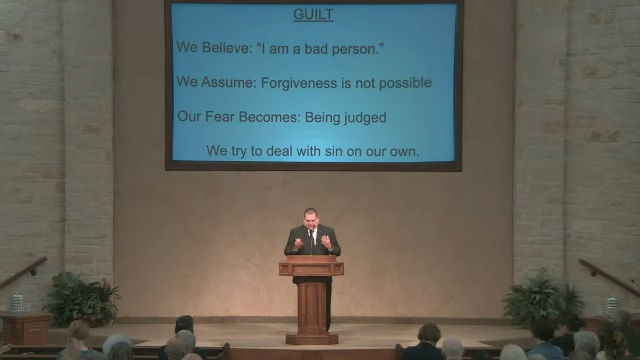 GUILT
We Believe: “I am a bad person.”
We Assume: Forgiveness is not possible
Our Fear Becomes: Being judged
We try to deal with sin on our own.